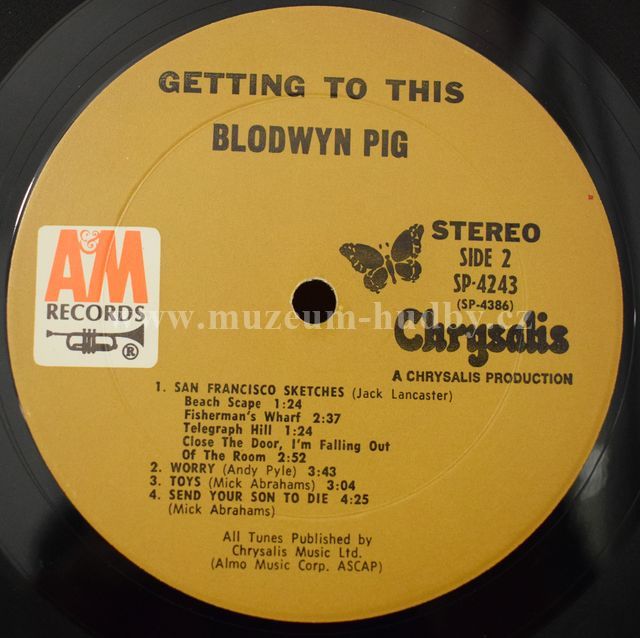 GETTING TO THIS
BLODWYN PIG
A&M
RECORDS
®
STEREO
SIDE 2
SP-4243
(SP-4386)
www.muzeum-hudby.cz
Chrysalis
A CHRYSALIS PRODUCTION
1. SAN FRANCISCO SKETCHES (Jack Lancaster)
Beach Scape 1:24
Fisherman's Wharf 2:37
Telegraph Hill 1:24
Close The Door, I'm Falling Out
Of The Room 2:52
2. WORRY (Andy Pyle) 3:43
3. TOYS (Mick Abrahams) 3:04
4. SEND YOUR SON TO DIE 4:25
(Mick Abrahams)
All Tunes Published by
Chrysalis Music Ltd.
(Almo Music Corp. ASCAP)